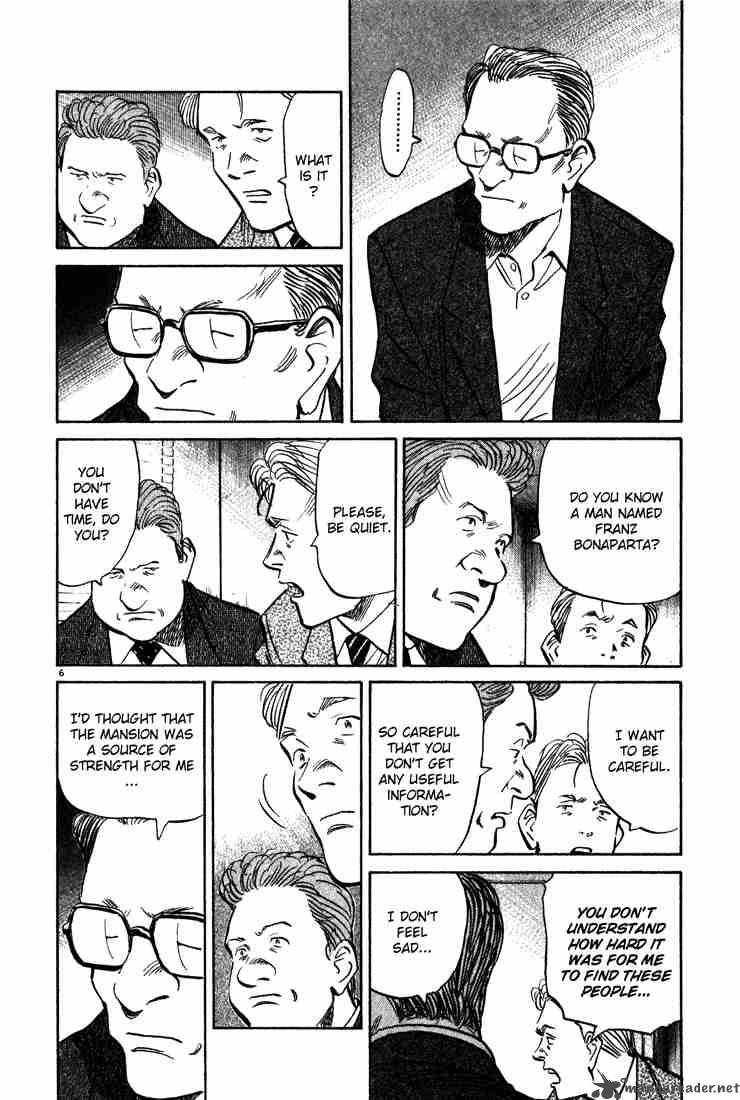 ........
WHAT
IS IT
?
DO YOU KNOW
A MAN NAMED
FRANZ
BONAPARTA?
PLEASE,
BE QUIET.
YOU
DON'T
HAVE
TIME, DO
YOU?
6
I WANT
TO BE
CAREFUL.
SO CAREFUL
THAT YOU
DON'T GET
ANY USEFUL
INFORMA-
TION?
YOU DON'T
UNDERSTAND
HOW HARD IT
WAS FOR ME
TO FIND THESE
PEOPLE...
I DON'T
FEEL
SAD...
I'D THOUGHT THAT
THE MANSION WAS
A SOURCE OF
STRENGTH FOR ME
...